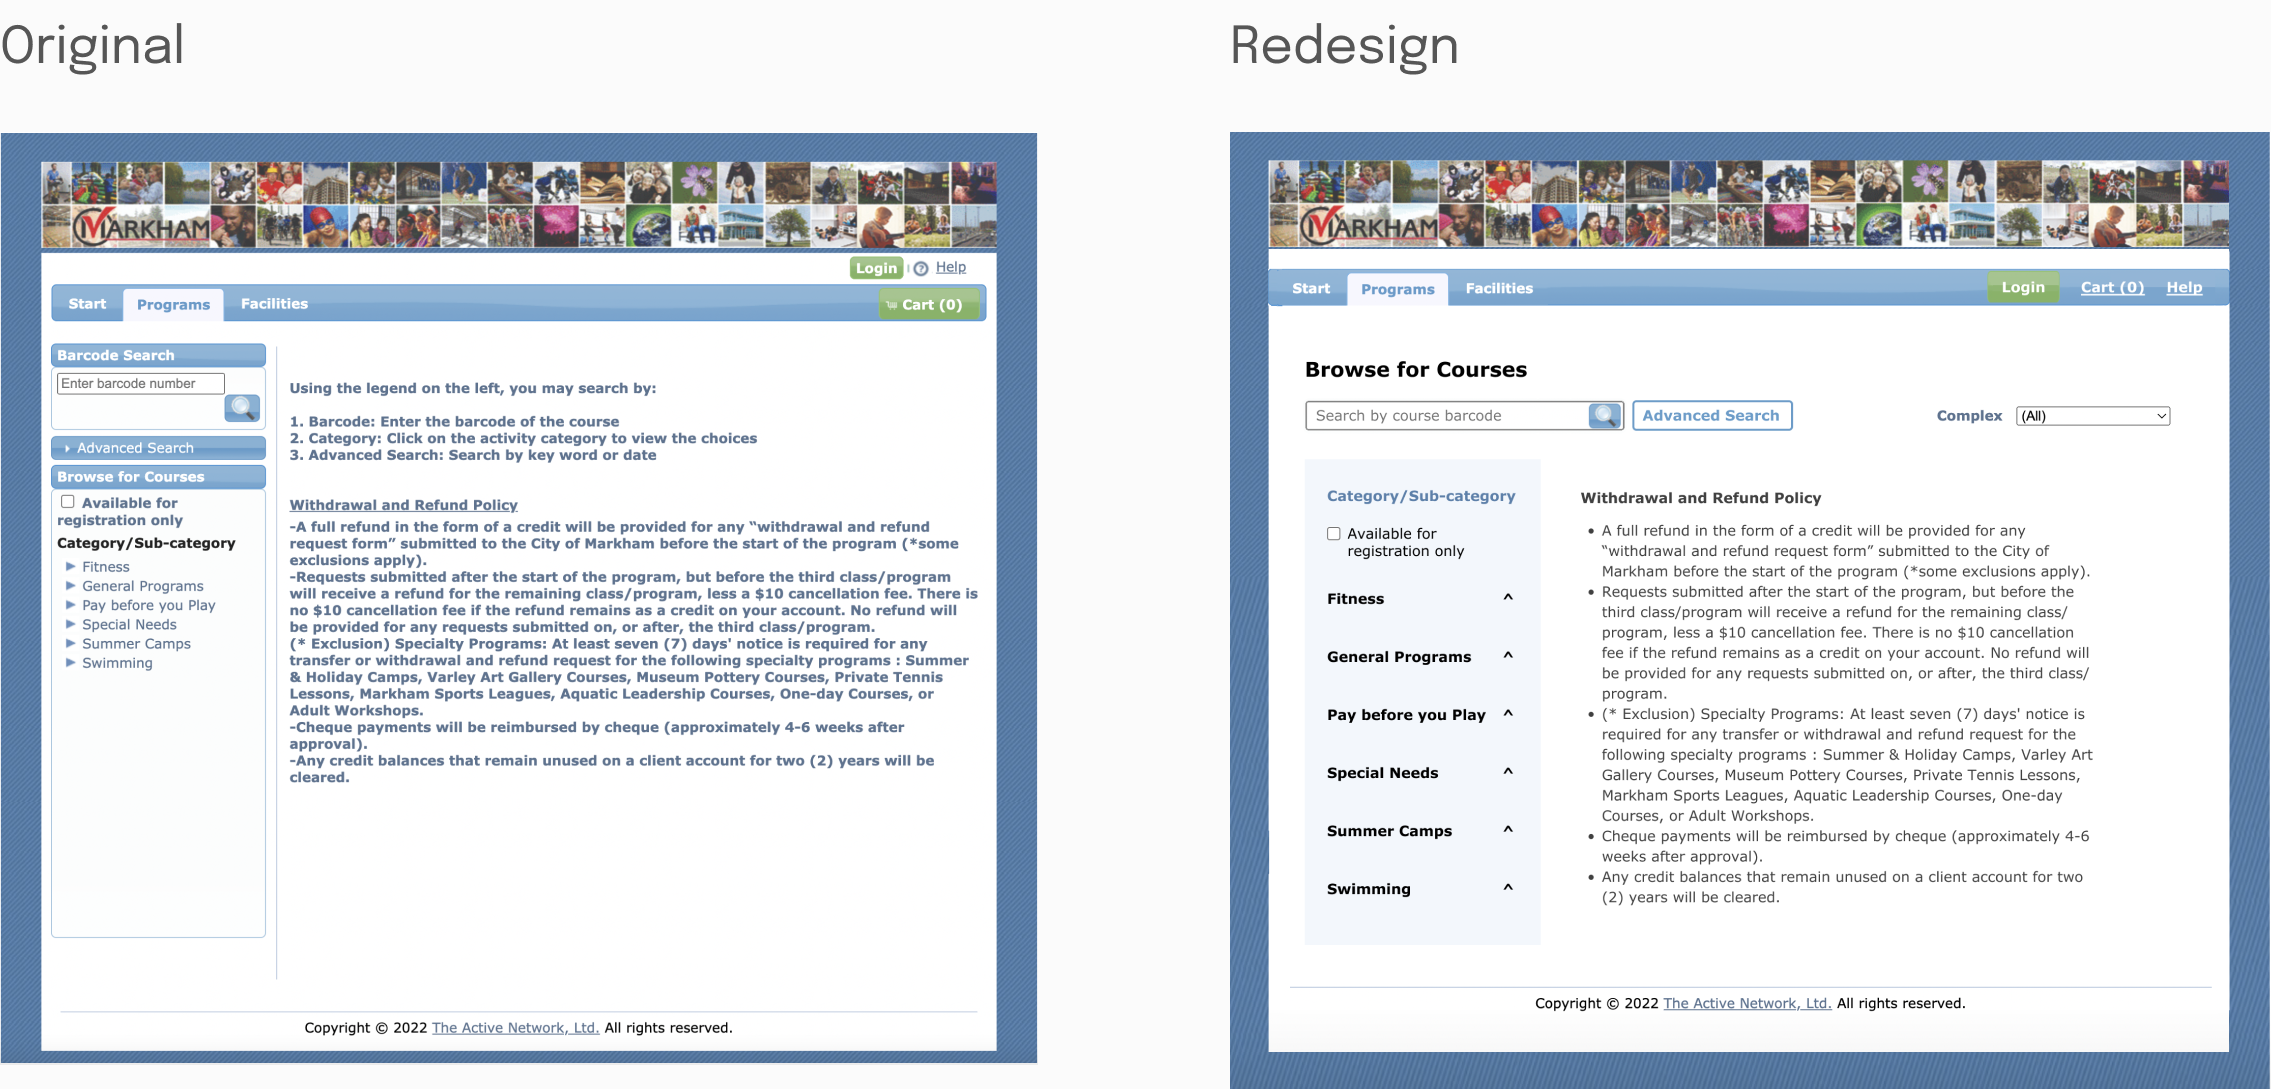 Original
MARKHAM
Login
Help
Start
Programs
Facilities
Cart (0)
Barcode Search
Enter barcode number
Advanced Search
Browse for Courses
Available for
registration only
Category/Sub-category
Fitness
General Programs
Pay before you Play
Special Needs
Summer Camps
Swimming
Using the legend on the left, you may search by:
1. Barcode: Enter the barcode of the course
2. Category: Click on the activity category to view the choices
3. Advanced Search: Search by key word or date
Withdrawal and Refund Policy
-A full refund in the form of a credit will be provided for any “withdrawal and refund
request form” submitted to the City of Markham before the start of the program (*some
exclusions apply).
-Requests submitted after the start of the program, but before the third class/program
will receive a refund for the remaining class/program, less a $10 cancellation fee. There is
no $10 cancellation fee if the refund remains as a credit on your account. No refund will
be provided for any requests submitted on, or after, the third class/program.
(* Exclusion) Specialty Programs: At least seven (7) days' notice is required for any
transfer or withdrawal and refund request for the following specialty programs : Summer
& Holiday Camps, Varley Art Gallery Courses, Museum Pottery Courses, Private Tennis
Lessons, Markham Sports Leagues, Aquatic Leadership Courses, One-day Courses, or
Adult Workshops.
-Cheque payments will be reimbursed by cheque (approximately 4-6 weeks after
approval).
-Any credit balances that remain unused on a client account for two (2) years will be
cleared.
Copyright © 2022 The Active Network, Ltd. All rights reserved.
Redesign
MARKHAM
Start
Programs
Facilities
Login
Cart (0)
Help
Browse for Courses
Search by course barcode
Advanced Search
Complex
(All)
Category/Sub-category
Available for
registration only
Fitness
General Programs
Pay before you Play
Special Needs
Summer Camps
Swimming
Withdrawal and Refund Policy
• A full refund in the form of a credit will be provided for any
“withdrawal and refund request form” submitted to the City of
Markham before the start of the program (*some exclusions apply).
• Requests submitted after the start of the program, but before the
third class/program will receive a refund for the remaining class/
program, less a $10 cancellation fee. There is no $10 cancellation
fee if the refund remains as a credit on your account. No refund will
be provided for any requests submitted on, or after, the third class/
program.
• (* Exclusion) Specialty Programs: At least seven (7) days' notice is
required for any transfer or withdrawal and refund request for the
following specialty programs : Summer & Holiday Camps, Varley Art
Gallery Courses, Museum Pottery Courses, Private Tennis Lessons,
Markham Sports Leagues, Aquatic Leadership Courses, One-day
Courses, or Adult Workshops.
• Cheque payments will be reimbursed by cheque (approximately 4-6
weeks after approval).
• Any credit balances that remain unused on a client account for two
(2) years will be cleared.
Copyright © 2022 The Active Network, Ltd. All rights reserved.